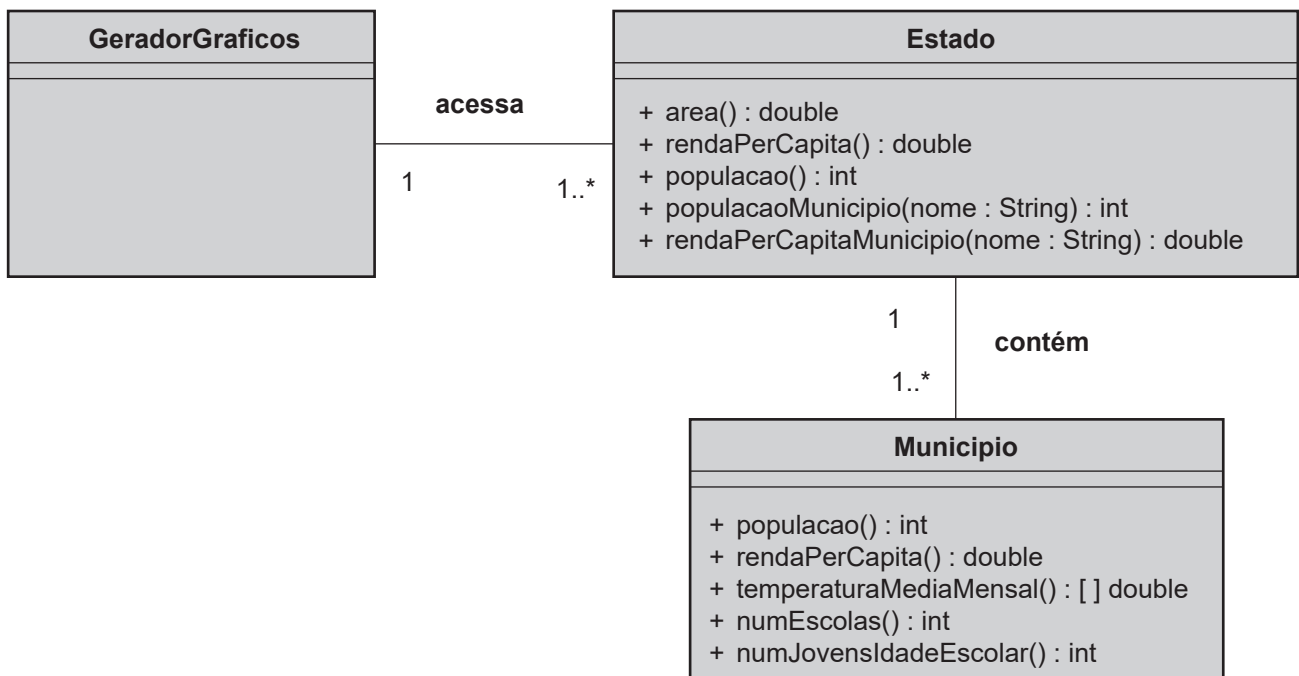 GeradorGraficos
acessa
1
1..*
Estado
+ area() : double
+ rendaPerCapita() : double
+ populacao() : int
+ populacaoMunicipio(nome : String) : int
+ rendaPerCapitaMunicipio(nome : String) : double
1
contém
1..*
Municipio
+ populacao() : int
+ rendaPerCapita() : double
+ temperaturaMediaMensal() : [ ] double
+ numEscolas() : int
+ numJovensIdadeEscolar() : int